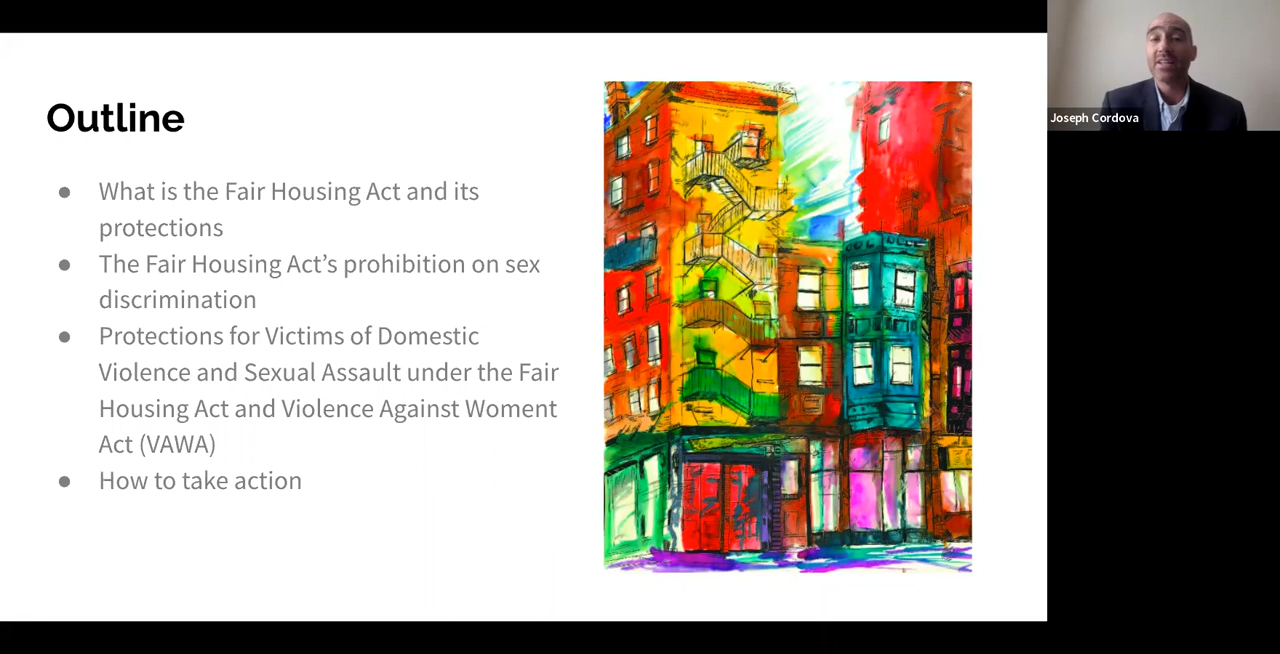 Outline
● What is the Fair Housing Act and its
protections
● The Fair Housing Act’s prohibition on sex
discrimination
● Protections for Victims of Domestic
Violence and Sexual Assault under the Fair
Housing Act and Violence Against Woment
Act (VAWA)
● How to take action
Joseph Cordova